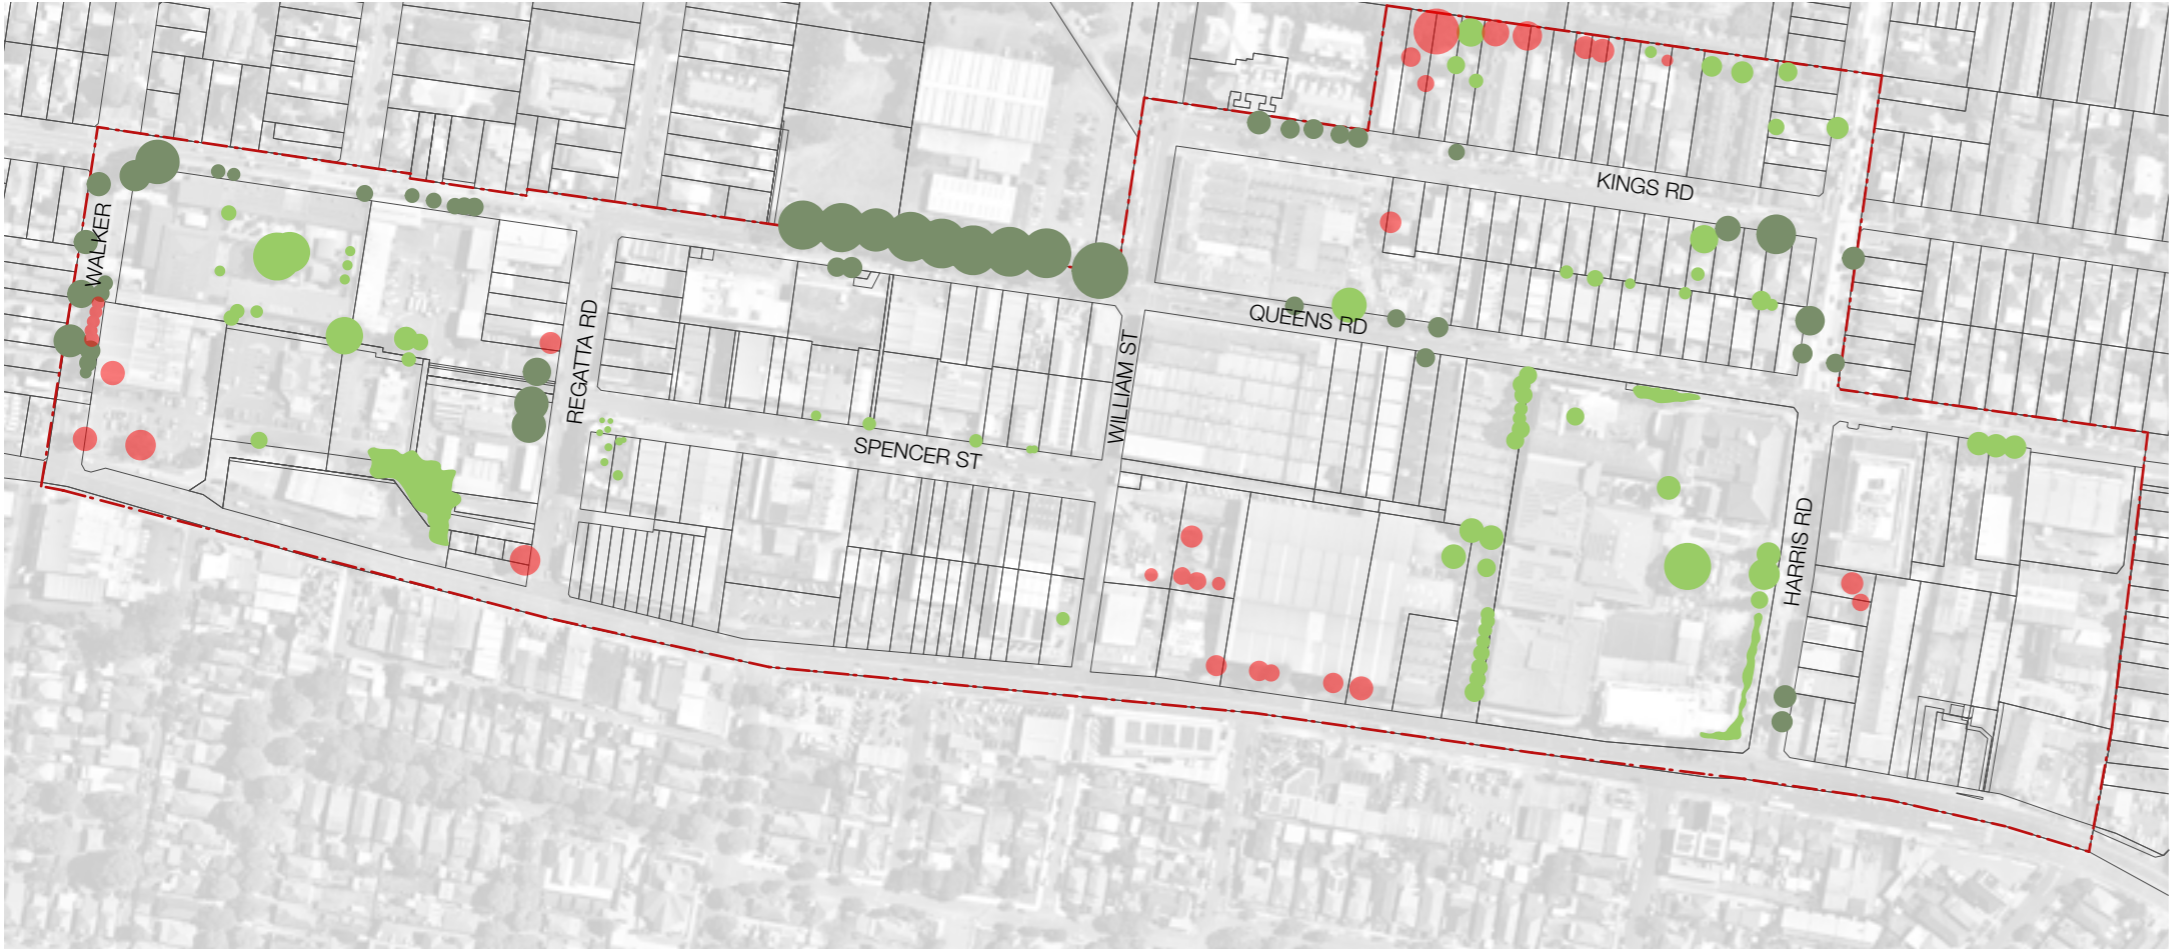 KINGS RD
WALKER
QUEENS RD
REGATTA RD
WILLIAM ST
SPENCER ST
HARRIS RD